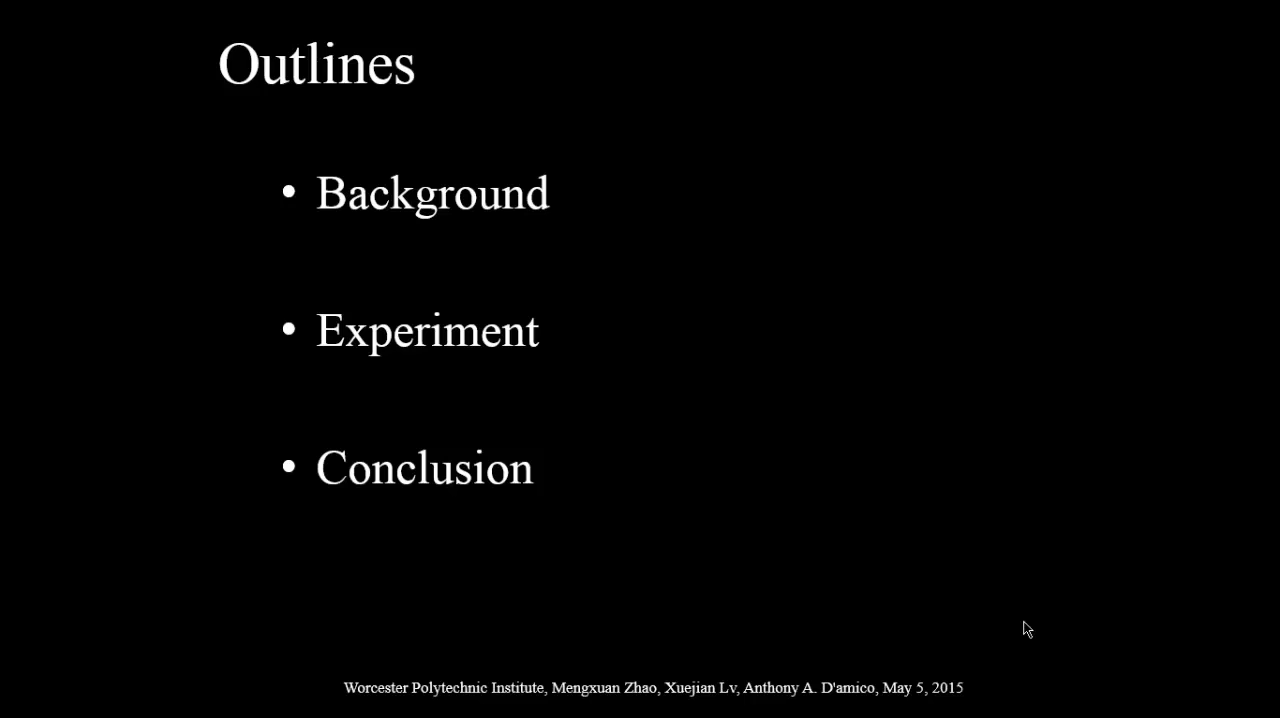 Outlines
• Background
• Experiment
• Conclusion
Worcester Polytechnic Institute, Mengxuan Zhao, Xuejian Lv, Anthony A. D'amico, May 5, 2015